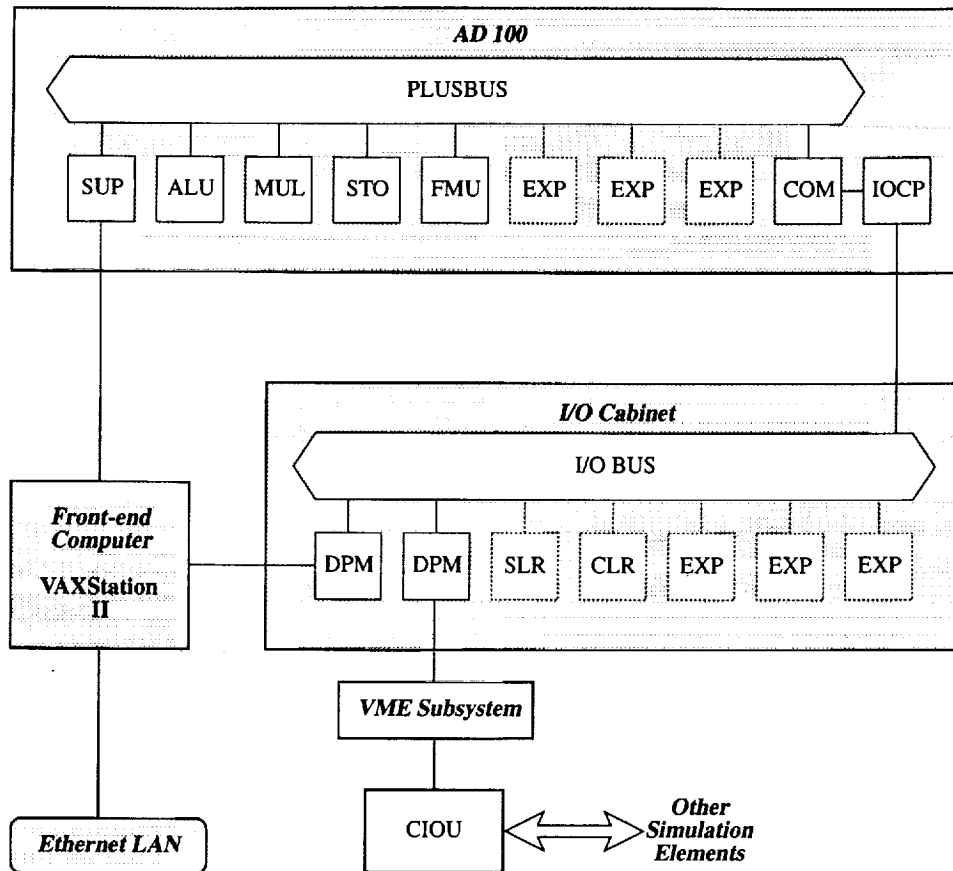 AD 100
PLUSBUS
SUP ALU MUL STO FMU EXP EXP EXP COM IOCP
I/O Cabinet
I/O BUS
Front-end
Computer
VAXStation
II
DPM DPM SLR CLR EXP EXP EXP
VME Subsystem
CIOU
Other
Simulation
Elements
Ethernet LAN